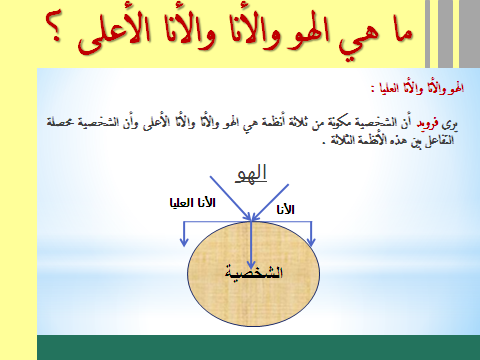 ما هي الهو والأنا والأنا الأعلى ؟
الهو والأنا والأنا العليا :
يرى فرويد أن الشخصية مكونة من ثلاثة أنظمة هي الهو والأنا والأنا الأعلى وأن الشخصية محصلة
التفاعل بين هذه الأنظمة الثلاثة .
الهو
الأنا
الأنا العليا
الشخصية